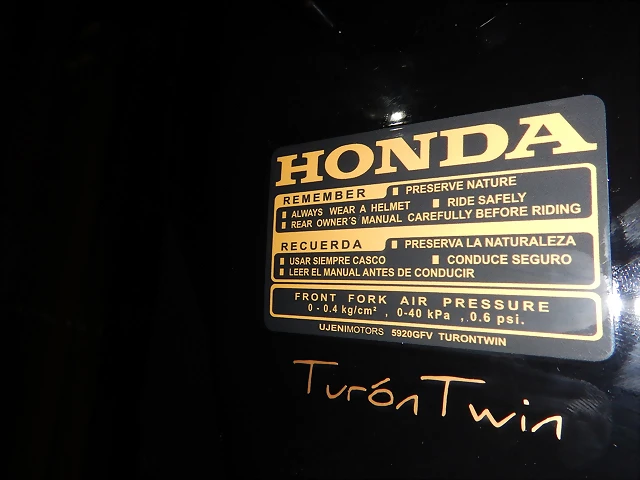 HONDA
REMEMBER PRESERVE NATURE
ALWAYS WEAR A HELMET RIDE SAFELY
REAR OWNER'S MANUAL CAREFULLY BEFORE RIDING
RECUERDA PRESERVA LA NATURALEZA
USAR SIEMPRE CASCO CONDUCE SEGURO
LEER EL MANUAL ANTES DE CONDUCIR
FRONT FORK AIR PRESSURE
0 - 0.4 kg/cm² , 0-40 kPa , 0.6 psi.
UJENIMOTORS 5920GFV TURONTWIN
Turón Twin